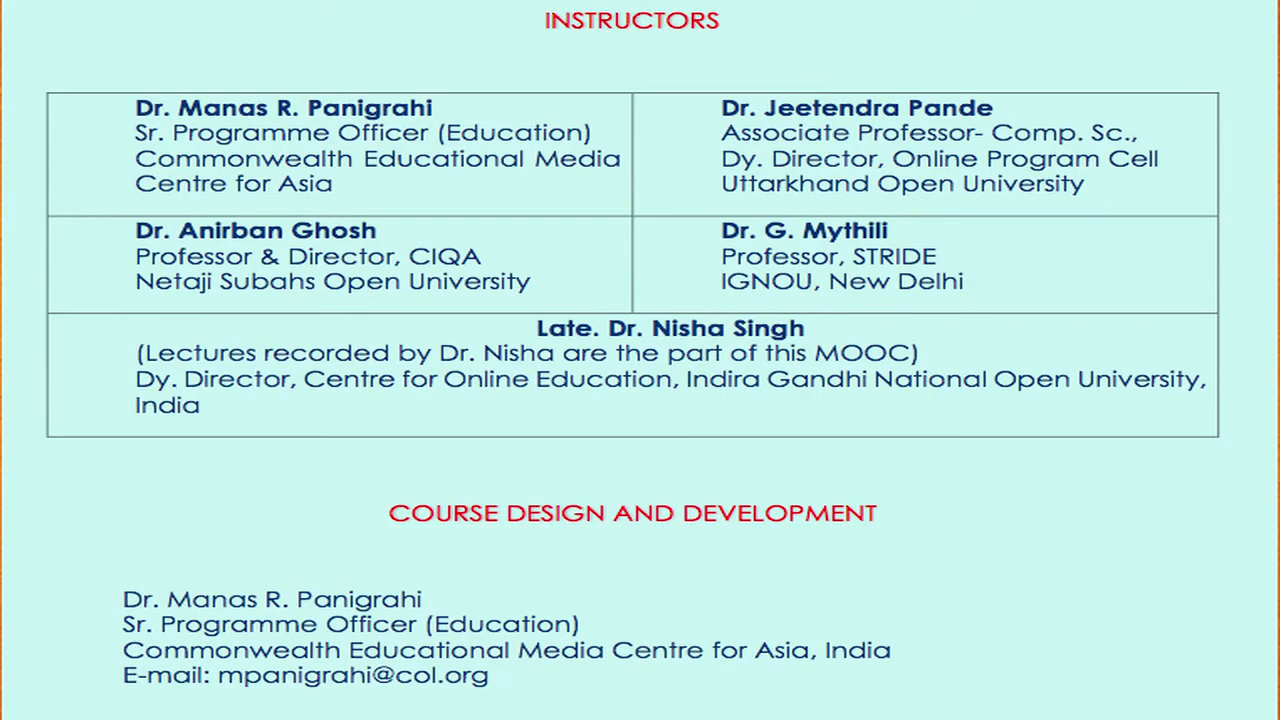 INSTRUCTORS
Dr. Manas R. Panigrahi
Sr. Programme Officer (Education)
Commonwealth Educational Media
Centre for Asia
Dr. Jeetendra Pande
Associate Professor- Comp. Sc.,
Dy. Director, Online Program Cell
Uttarkhand Open University
Dr. Anirban Ghosh
Professor & Director, CIQA
Netaji Subahs Open University
Dr. G. Mythili
Professor, STRIDE
IGNOU, New Delhi
Late. Dr. Nisha Singh
(Lectures recorded by Dr. Nisha are the part of this MOOC)
Dy. Director, Centre for Online Education, Indira Gandhi National Open University,
India
COURSE DESIGN AND DEVELOPMENT
Dr. Manas R. Panigrahi
Sr. Programme Officer (Education)
Commonwealth Educational Media Centre for Asia, India
E-mail: mpanigrahi@col.org